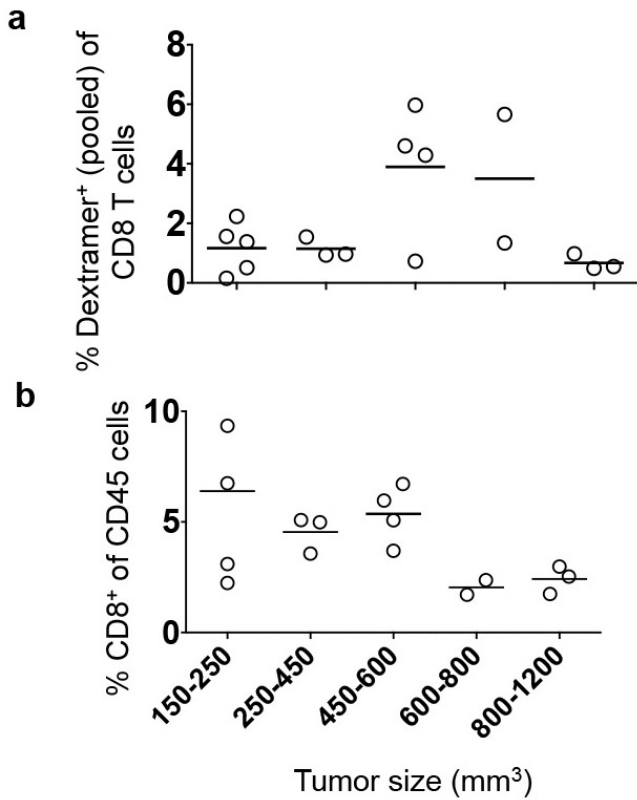 a
% Dextramer⁺ (pooled) of
CD8 T cells
8
6
4
2
0
b
% CD8⁺ of CD45 cells
10
5
0
150-250
250-450
450-600
600-800
800-1200
Tumor size (mm³)